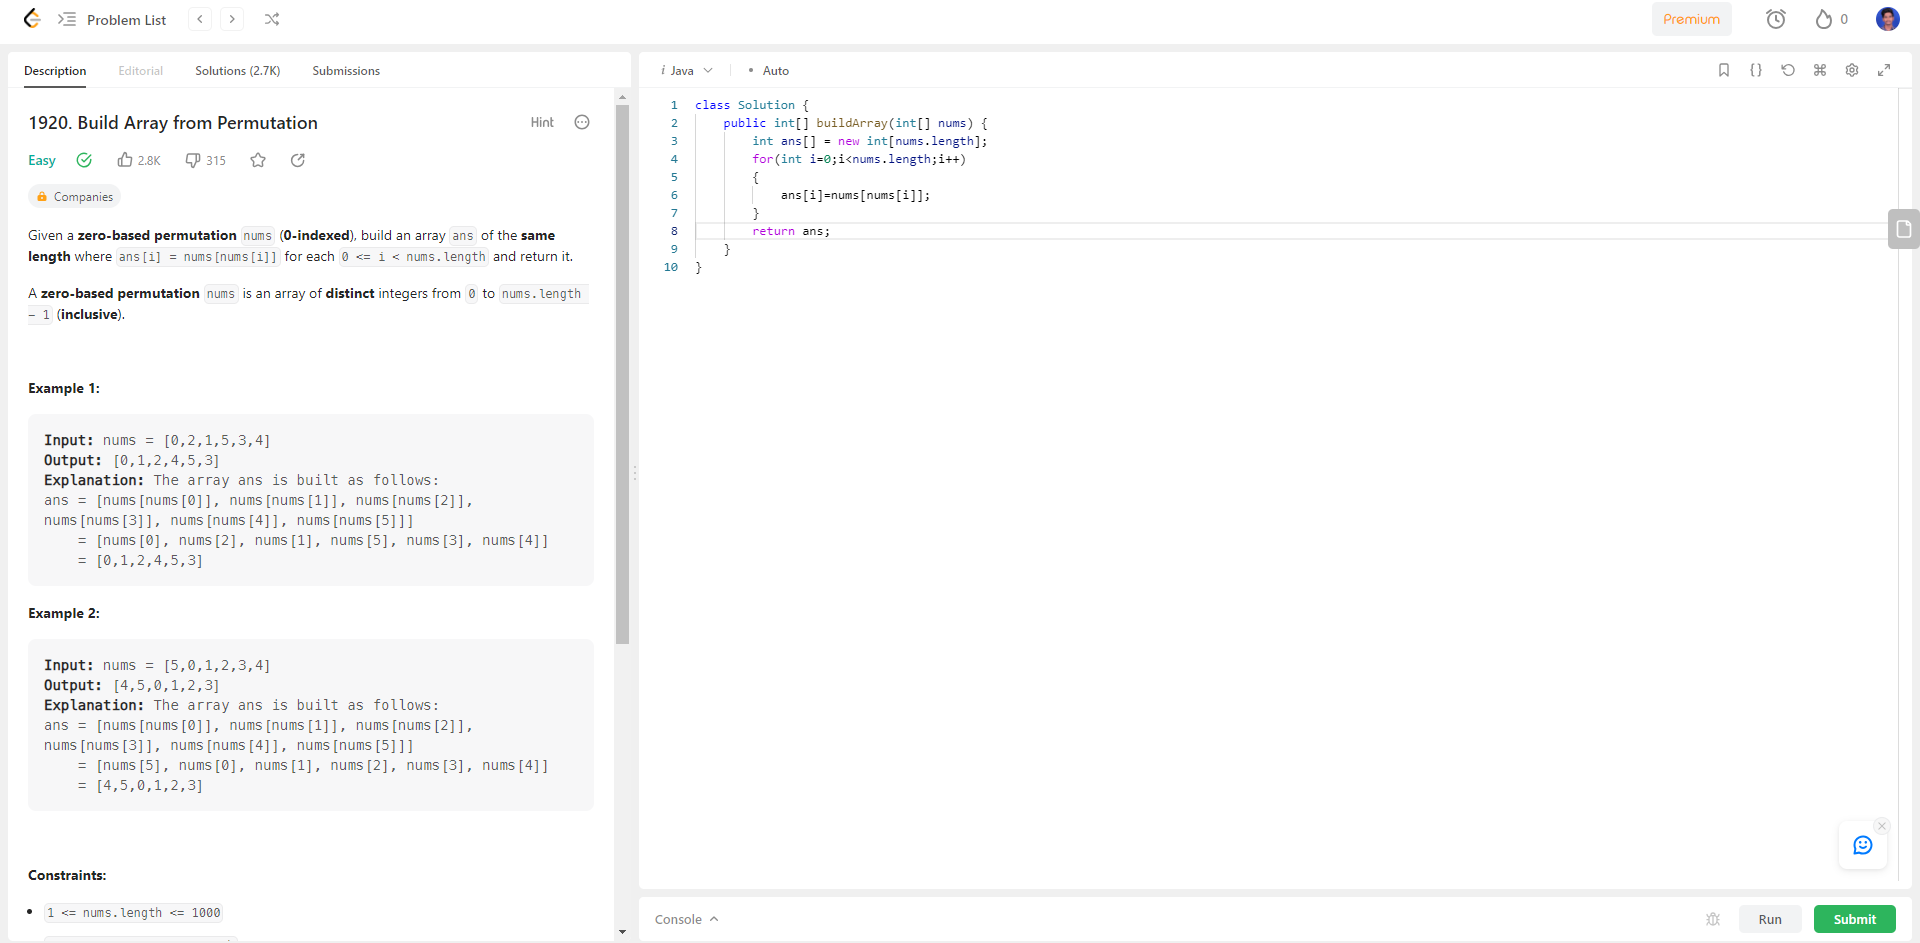 Problem List
Premium
0
Description Editorial Solutions (2.7K) Submissions
1920. Build Array from Permutation
Hint
Easy 2.8K 315
Companies
Given a zero-based permutation nums (0-indexed), build an array ans of the same
length where ans[i] = nums[nums[i]] for each 0 <= i < nums.length and return it.
A zero-based permutation nums is an array of distinct integers from 0 to nums.length
- 1 (inclusive).
Example 1:
Input: nums = [0,2,1,5,3,4]
Output: [0,1,2,4,5,3]
Explanation: The array ans is built as follows:
ans = [nums[nums[0]], nums[nums[1]], nums[nums[2]],
nums[nums[3]], nums[nums[4]], nums[nums[5]]]
= [nums[0], nums[2], nums[1], nums[5], nums[3], nums[4]]
= [0,1,2,4,5,3]
Example 2:
Input: nums = [5,0,1,2,3,4]
Output: [4,5,0,1,2,3]
Explanation: The array ans is built as follows:
ans = [nums[nums[0]], nums[nums[1]], nums[nums[2]],
nums[nums[3]], nums[nums[4]], nums[nums[5]]]
= [nums[5], nums[0], nums[1], nums[2], nums[3], nums[4]]
= [4,5,0,1,2,3]
Constraints:
• 1 <= nums.length <= 1000
i Java • Auto
1 class Solution {
2 public int[] buildArray(int[] nums) {
3 int ans[] = new int[nums.length];
4 for(int i=0;i<nums.length;i++)
5 {
6 ans[i]=nums[nums[i]];
7 }
8 return ans;
9 }
10 }
Console
Run
Submit